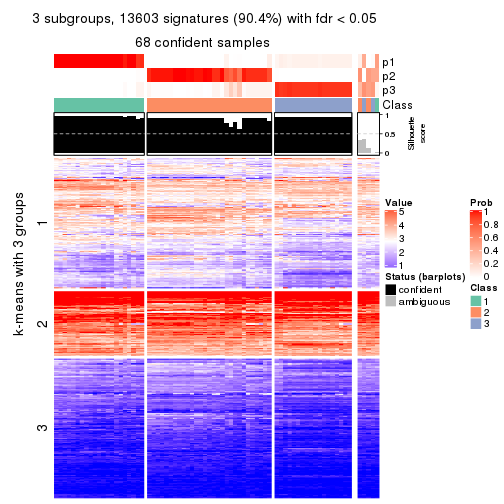 3 subgroups, 13603 signatures (90.4%) with fdr < 0.05
68 confident samples
p1
p2
p3
Class
1
0.5
0
Silhouette
score
k-means with 3 groups
1
2
3
Value
5
4
3
2
1
Status (barplots)
confident
ambiguous
Prob
1
0.8
0.6
0.4
0.2
0
Class
1
2
3